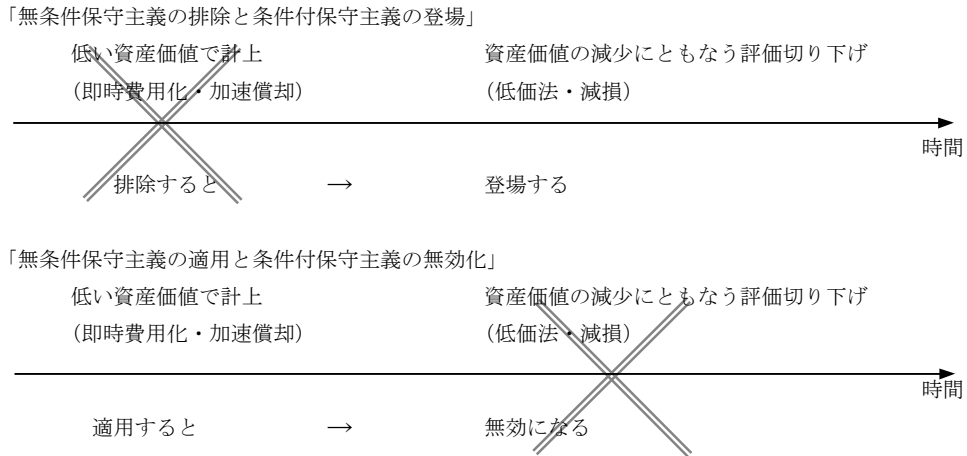 「無条件保守主義の排除と条件付保守主義の登場」
低い資産価値で計上 資産価値の減少にともなう評価切り下げ
（即時費用化・加速償却） （低価法・減損）
時間
排除すると → 登場する
「無条件保守主義の適用と条件付保守主義の無効化」
低い資産価値で計上 資産価値の減少にともなう評価切り下げ
（即時費用化・加速償却） （低価法・減損）
時間
適用すると → 無効になる